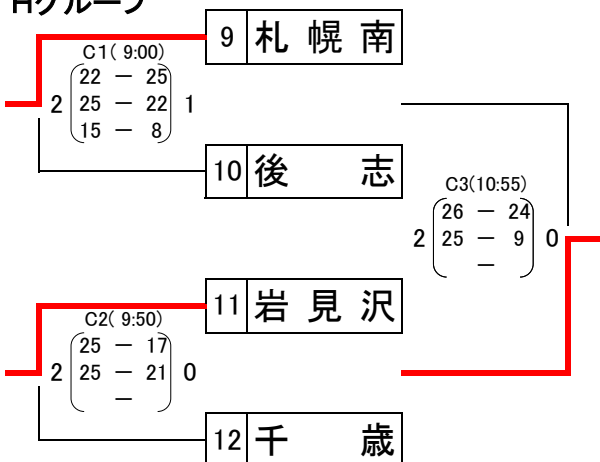 Hグループ
9 札幌南
C1( 9:00)
22 － 25
2 25 － 22 1
15 － 8
10 後志
C3(10:55)
26 － 24
2 25 － 9 0
－
11 岩見沢
C2( 9:50)
25 － 17
2 25 － 21 0
－
12 千歳